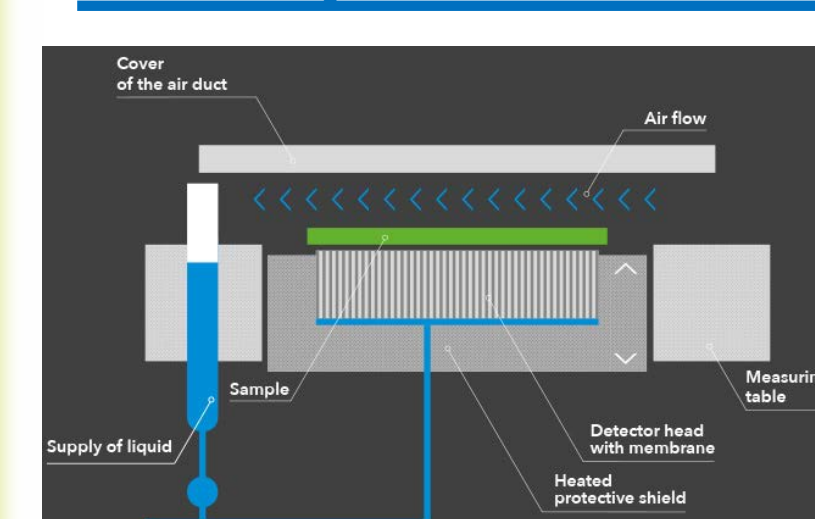 Cover
of the air duct
Air flow
Sample
Measurin
table
Supply of liquid
Detector head
with membrane
Heated
protective shield